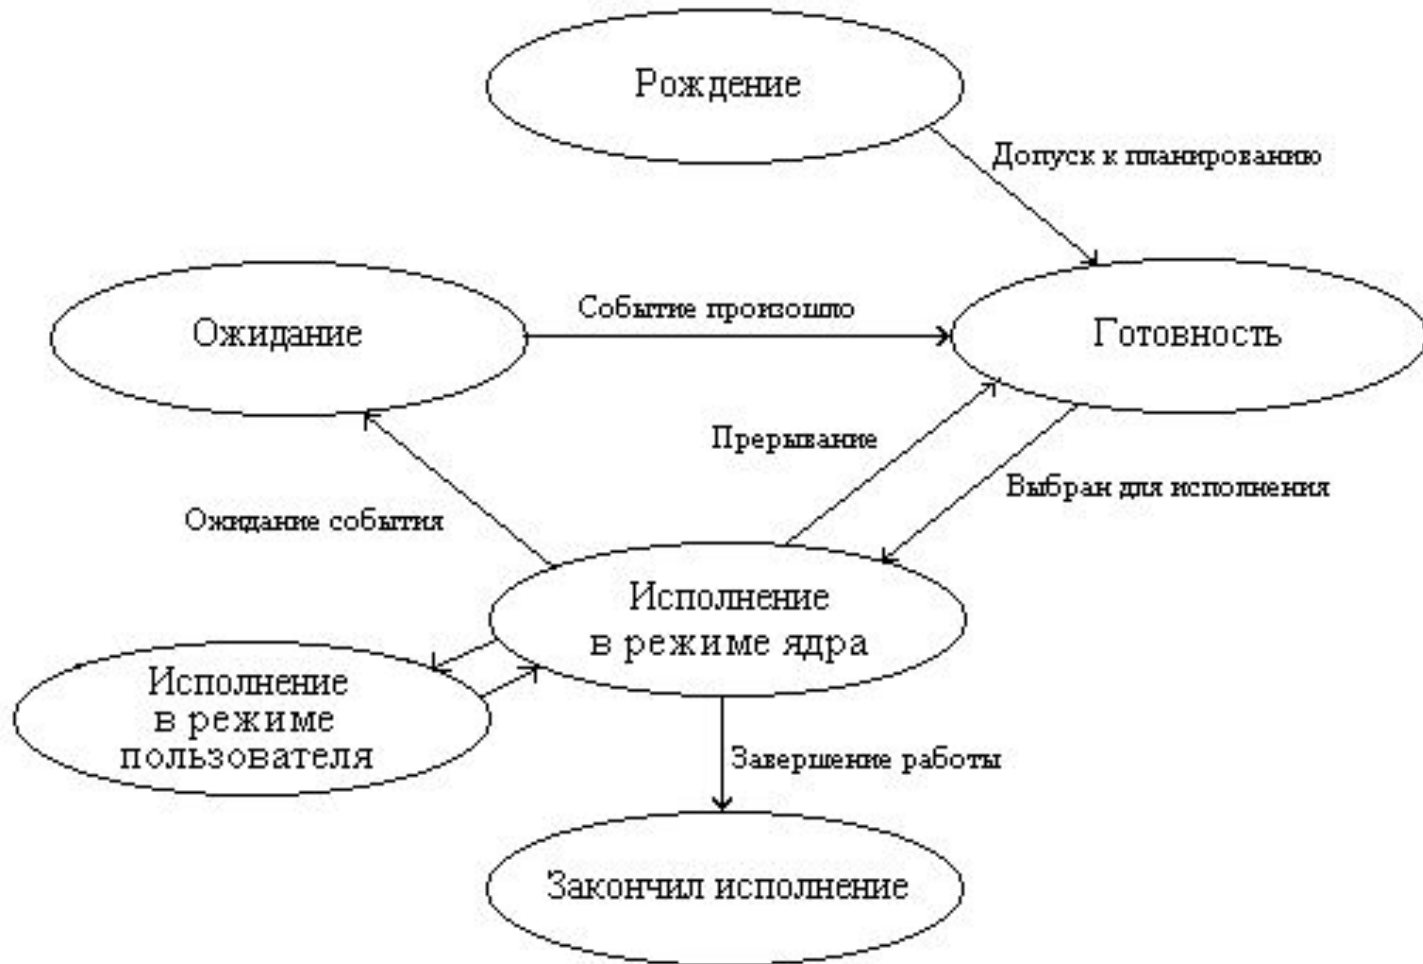 Рождение
Допуск к планированию
Событие произошло
Ожидание
Готовность
Прерывание
Выбран для исполнения
Ожидание события
Исполнение
в режиме ядра
Исполнение
в режиме
пользователя
Завершение работы
Закончил исполнение